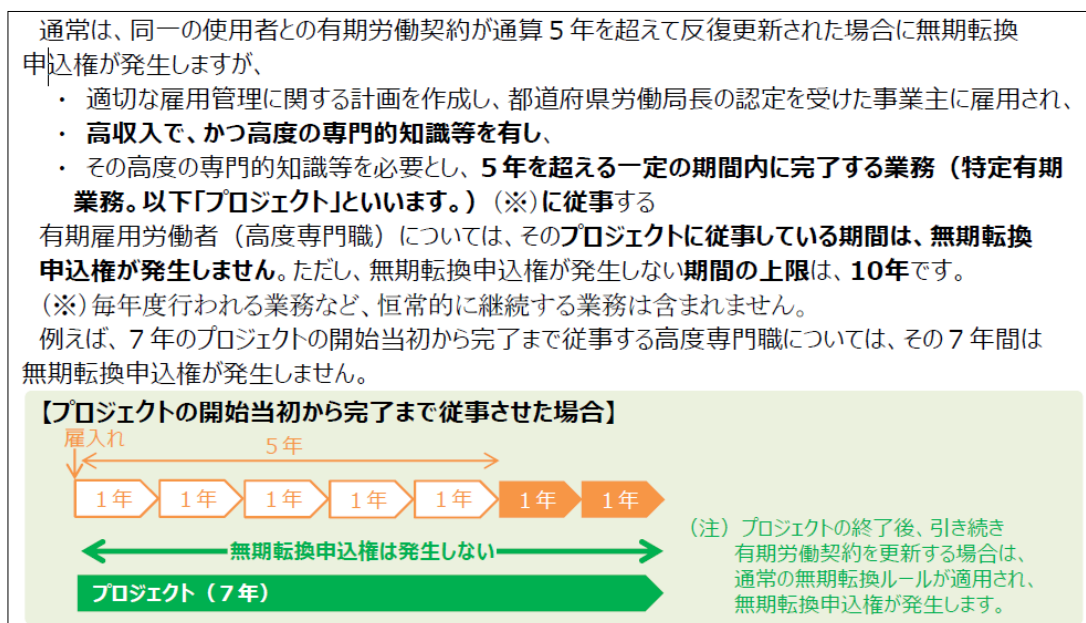 通常は、同一の使用者との有期労働契約が通算５年を超えて反復更新された場合に無期転換
申込権が発生しますが、
・ 適切な雇用管理に関する計画を作成し、都道府県労働局長の認定を受けた事業主に雇用され、
・ 高収入で、かつ高度の専門的知識等を有し、
・ その高度の専門的知識等を必要とし、５年を超える一定の期間内に完了する業務（特定有期
業務。以下「プロジェクト」といいます。）（※）に従事する
有期雇用労働者（高度専門職）については、そのプロジェクトに従事している期間は、無期転換
申込権が発生しません。ただし、無期転換申込権が発生しない期間の上限は、10年です。
（※）毎年度行われる業務など、恒常的に継続する業務は含まれません。
例えば、７年のプロジェクトの開始当初から完了まで従事する高度専門職については、その７年間は
無期転換申込権が発生しません。
【プロジェクトの開始当初から完了まで従事させた場合】
雇入れ
５年
１年 １年 １年 １年 １年 １年 １年
無期転換申込権は発生しない
プロジェクト（７年）
（注）プロジェクトの終了後、引き続き
有期労働契約を更新する場合は、
通常の無期転換ルールが適用され、
無期転換申込権が発生します。